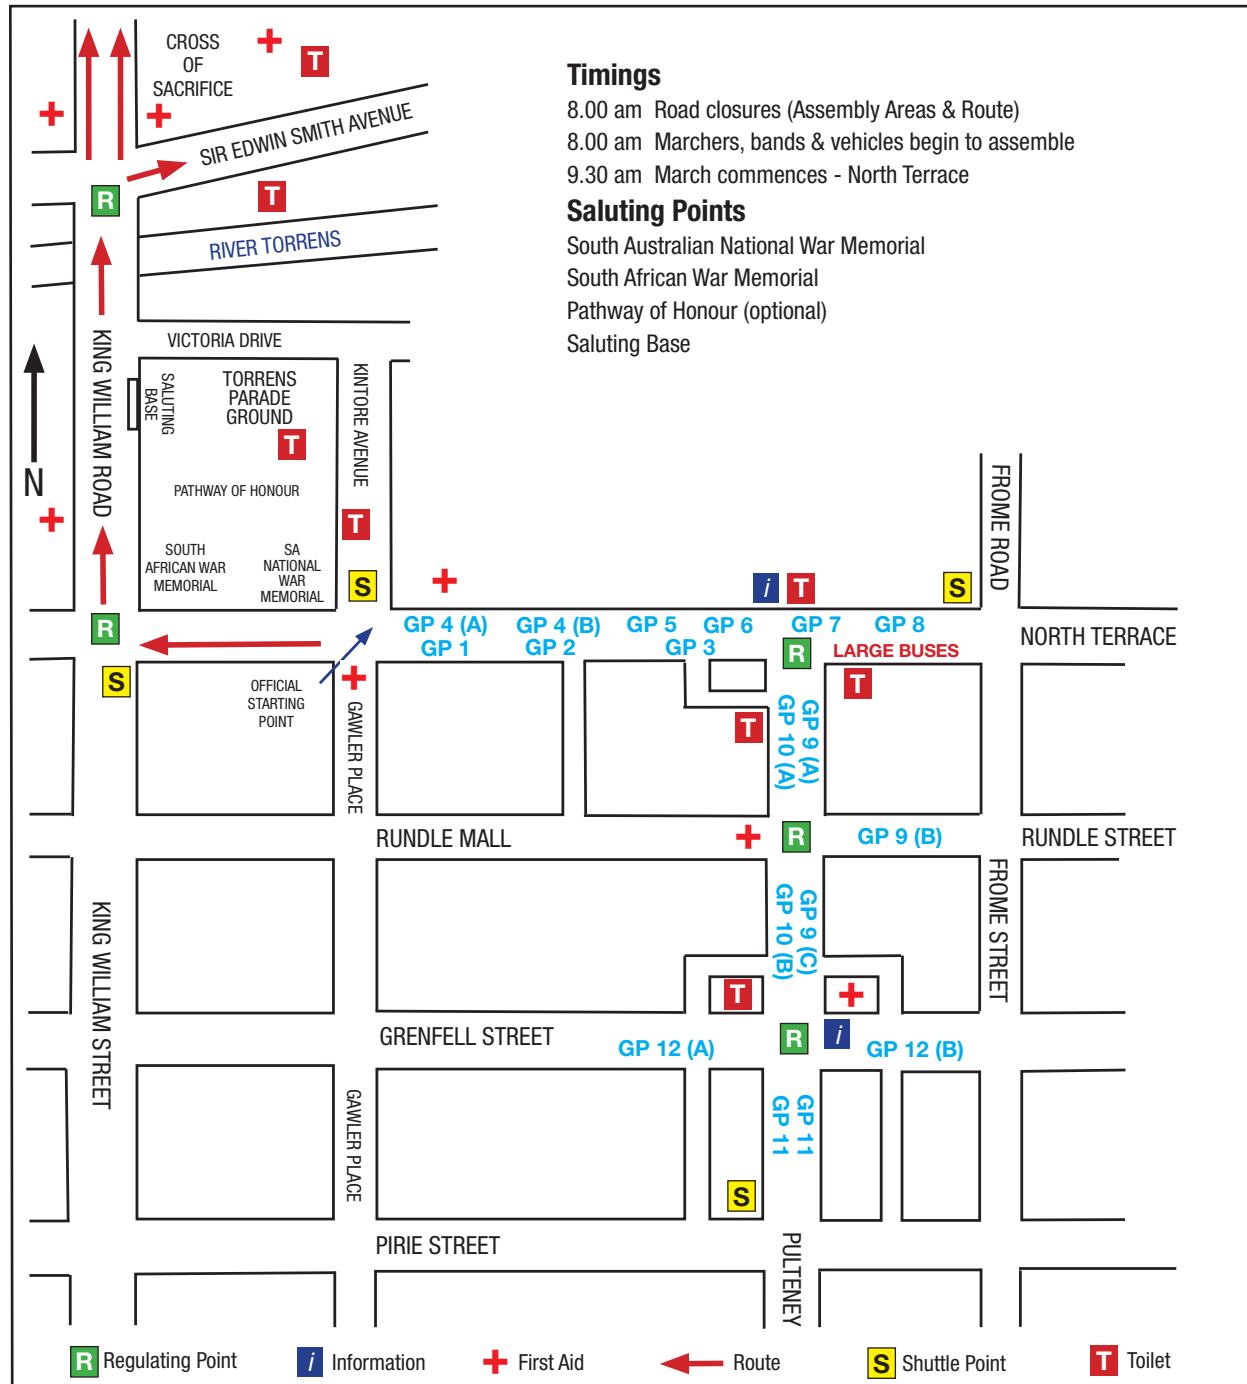 CROSS
OF
SACRIFICE
T
SIR EDWIN SMITH AVENUE
R
T
RIVER TORRENS
Timings
8.00 am Road closures (Assembly Areas & Route)
8.00 am Marchers, bands & vehicles begin to assemble
9.30 am March commences - North Terrace
Saluting Points
South Australian National War Memorial
South African War Memorial
Pathway of Honour (optional)
Saluting Base
VICTORIA DRIVE
KING WILLIAM ROAD
N
SALUTING
BASE
TORRENS
PARADE
GROUND
T
KINTORE AVENUE
PATHWAY OF HONOUR
T
SOUTH
AFRICAN WAR
MEMORIAL
SA
NATIONAL
WAR
MEMORIAL
S
i
T
S
FROME ROAD
R
GP 4 (A)
GP 4 (B)
GP 5
GP 6
GP 7
GP 8
GP 1
GP 2
GP 3
R
LARGE BUSES
NORTH TERRACE
S
OFFICIAL
STARTING
POINT
GAWLER PLACE
T
T
GP 9 (A)
GP 10 (A)
RUNDLE MALL
R
GP 9 (B)
RUNDLE STREET
KING WILLIAM STREET
GP 9 (C)
GP 10 (B)
FROME STREET
T
GRENFELL STREET
R
i
GP 12 (A)
GP 12 (B)
GAWLER PLACE
GP 11
GP 11
S
PIRIE STREET
PULTENEY
R Regulating Point
i Information
First Aid
Route
S Shuttle Point
T Toilet